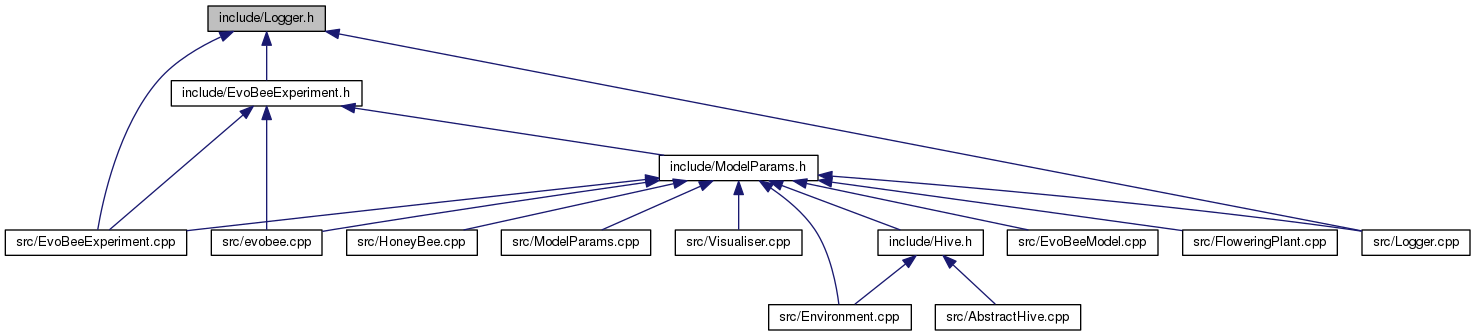 include/Logger.h
include/EvoBeeExperiment.h
include/ModelParams.h
src/EvoBeeExperiment.cpp
src/evobee.cpp
src/HoneyBee.cpp
src/ModelParams.cpp
src/Visualiser.cpp
include/Hive.h
src/EvoBeeModel.cpp
src/FloweringPlant.cpp
src/Logger.cpp
src/Environment.cpp
src/AbstractHive.cpp